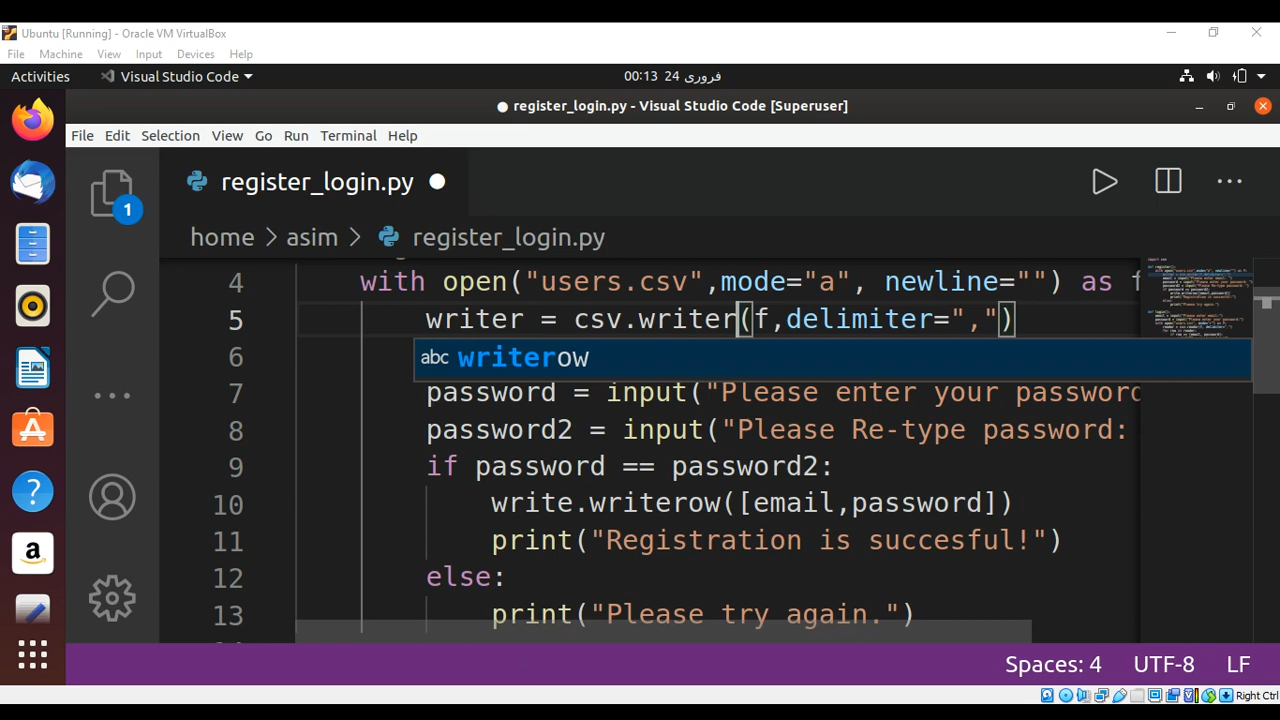 Ubuntu [Running] - Oracle VM VirtualBox
File Machine View Input Devices Help
Activities Visual Studio Code 00:13 24 فروری
register_login.py - Visual Studio Code [Superuser]
File Edit Selection View Go Run Terminal Help
register_login.py
1
home > asim > register_login.py
4 with open("users.csv",mode="a", newline="") as f
5 writer = csv.writer(f,delimiter=",")
6 abc writerow
7 password = input("Please enter your password
8 password2 = input("Please Re-type password:
9 if password == password2:
10 write.writerow([email,password])
11 print("Registration is succesful!")
12 else:
13 print("Please try again.")
Spaces: 4 UTF-8 LF
Right Ctrl